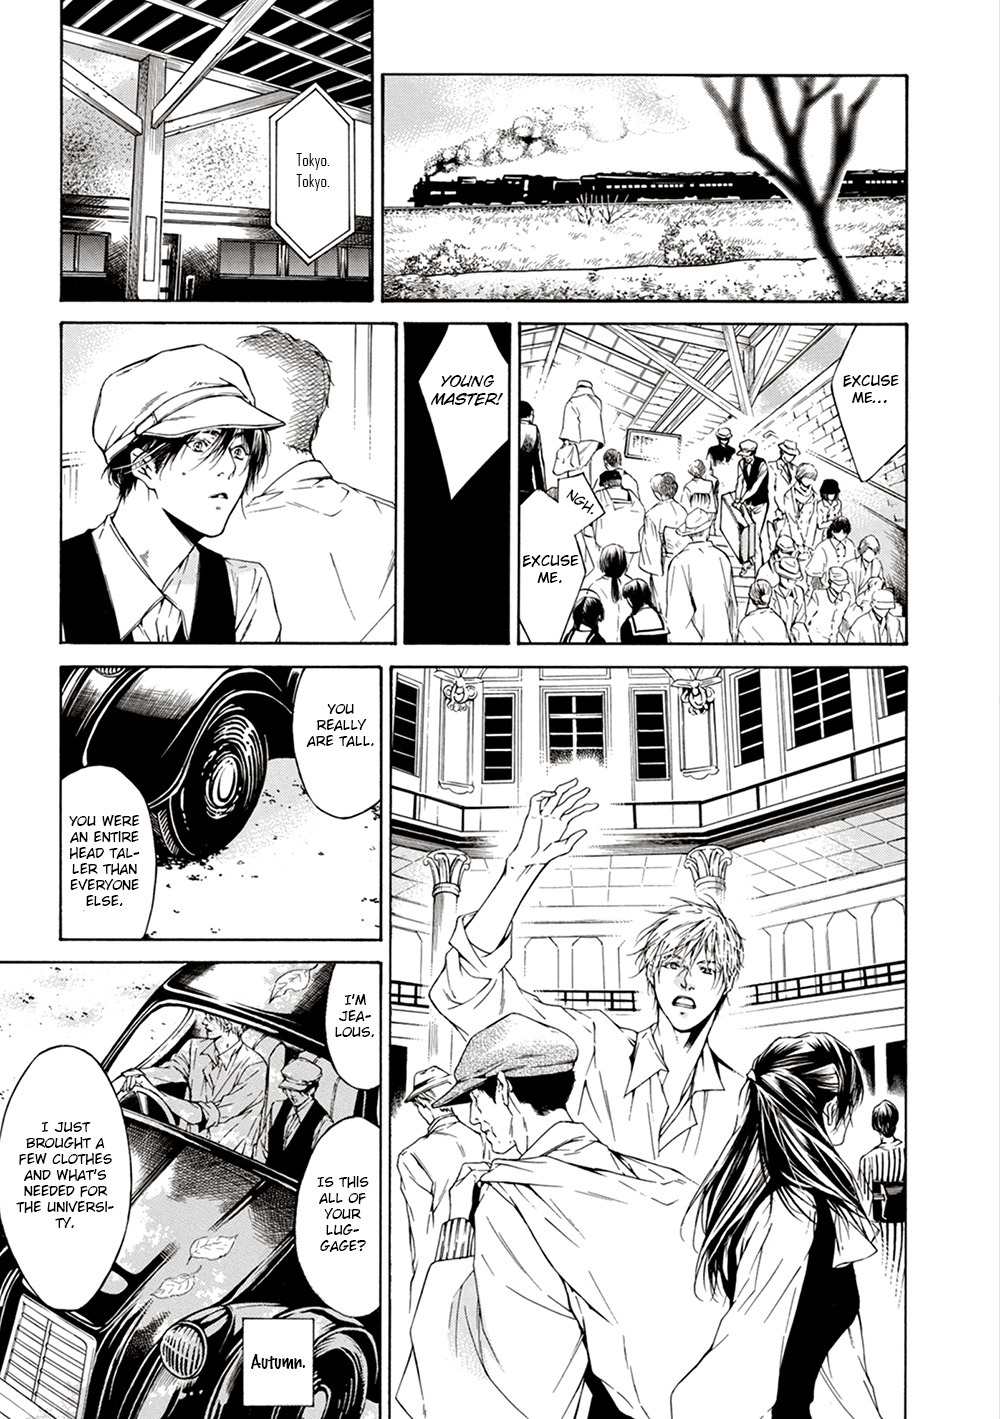 Tokyo.
Tokyo.
EXCUSE
ME...
NGH.
EXCUSE
ME.
YOUNG
MASTER!
YOU
REALLY
ARE TALL.
YOU WERE
AN ENTIRE
HEAD TAL-
LER THAN
EVERYONE
ELSE.
I'M
JEA-
LOUS.
IS THIS
ALL OF
YOUR
LUG-
GAGE?
I JUST
BROUGHT A
FEW CLOTHES
AND WHAT'S
NEEDED FOR
THE UNIVERSI-
TY.
Autumn.